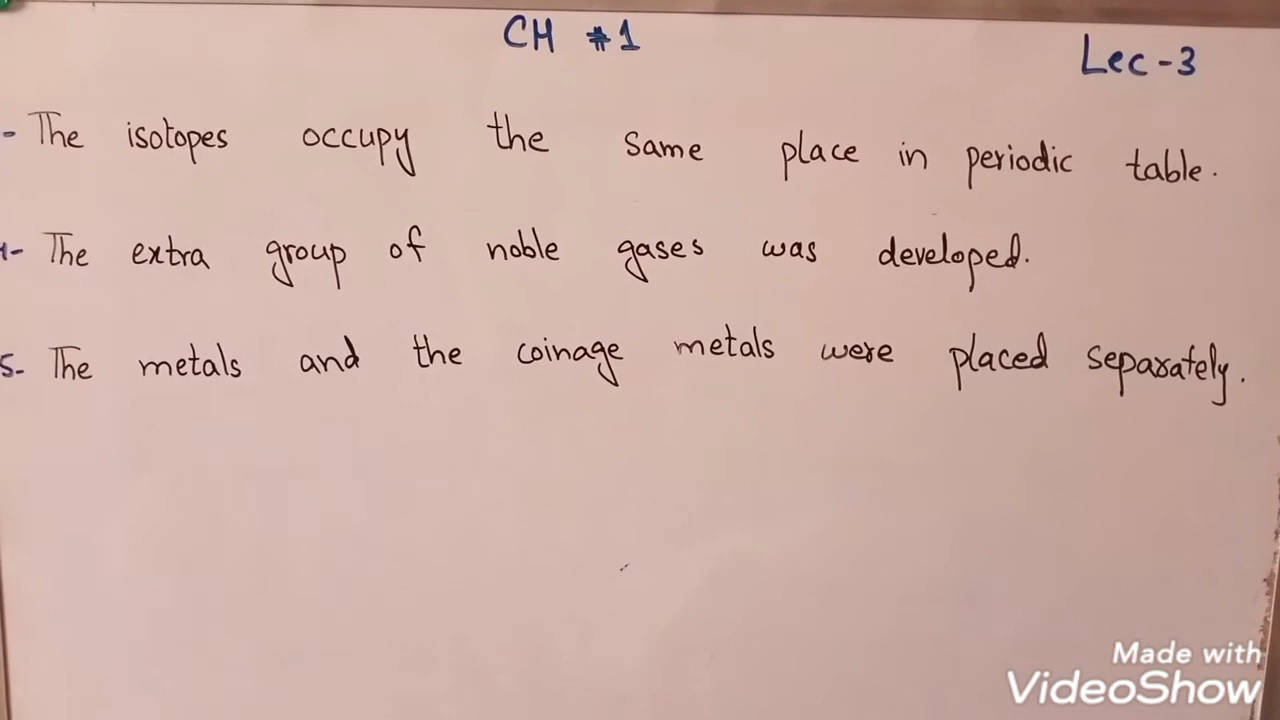 CH #1
Lec-3
- The isotopes occupy the same place in periodic table.
- The extra group of noble gases was developed.
5- The metals and the coinage metals were placed separately.
Made with
VideoShow